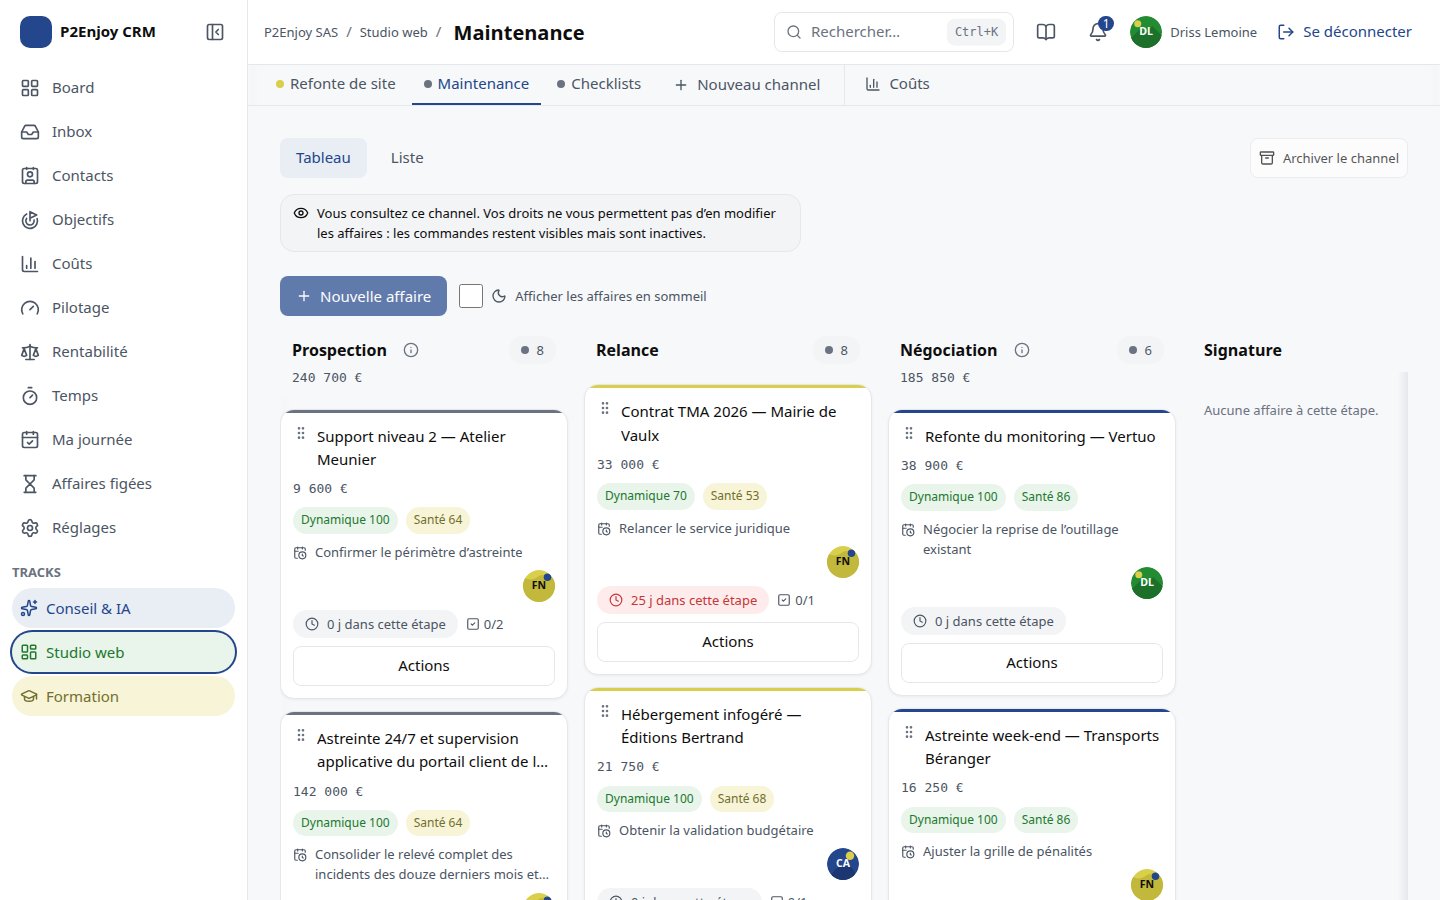 P2Enjoy CRM
P2Enjoy SAS / Studio web / Maintenance
Rechercher... Ctrl+K
1
DL Driss Lemoine
Se déconnecter
Board
Inbox
Contacts
Objectifs
Coûts
Pilotage
Rentabilité
Temps
Ma journée
Affaires figées
Réglages
TRACKS
Conseil & IA
Studio web
Formation
Refonte de site
Maintenance
Checklists
Nouveau channel
Coûts
Tableau
Liste
Archiver le channel
Vous consultez ce channel. Vos droits ne vous permettent pas d'en modifier
les affaires : les commandes restent visibles mais sont inactives.
Nouvelle affaire
Afficher les affaires en sommeil
Prospection 8
240 700 €
Support niveau 2 — Atelier
Meunier
9 600 €
Dynamique 100 Santé 64
Confirmer le périmètre d'astreinte
FN
0 j dans cette étape 0/2
Actions
Astreinte 24/7 et supervision
applicative du portail client de l...
142 000 €
Dynamique 100 Santé 64
Consolider le relevé complet des
incidents des douze derniers mois et...
Relance 8
Contrat TMA 2026 — Mairie de
Vaulx
33 000 €
Dynamique 70 Santé 53
Relancer le service juridique
FN
25 j dans cette étape 0/1
Actions
Hébergement infogéré —
Éditions Bertrand
21 750 €
Dynamique 100 Santé 68
Obtenir la validation budgétaire
CA
Négociation 6
185 850 €
Refonte du monitoring — Vertuo
38 900 €
Dynamique 100 Santé 86
Négocier la reprise de l'outillage
existant
DL
0 j dans cette étape
Actions
Astreinte week-end — Transports
Béranger
16 250 €
Dynamique 100 Santé 86
Ajuster la grille de pénalités
FN
Signature
Aucune affaire à cette étape.